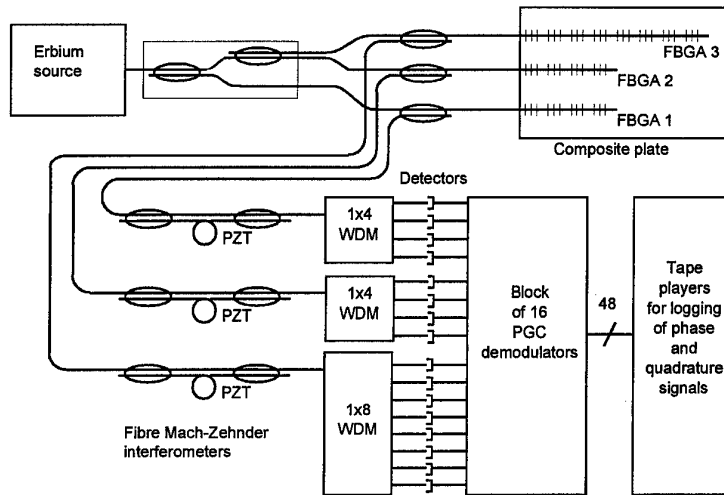 Erbium
source
FBGA 3
FBGA 2
FBGA 1
Composite plate
Detectors
PZT
1x4
WDM
PZT
1x4
WDM
PZT
1x8
WDM
Fibre Mach-Zehnder
interferometers
Block
of 16
PGC
demodulators
48
Tape
players
for logging
of phase
and
quadrature
signals